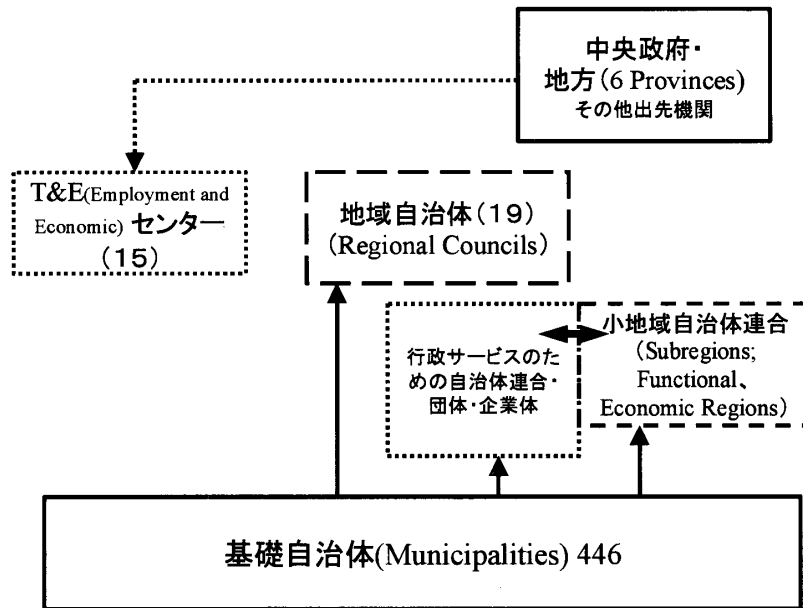 中央政府・
地方(6 Provinces)
その他出先機関
T&E(Employment and
Economic) センター
(15)
地域自治体(19)
(Regional Councils)
行政サービスのた
めの自治体連合・
団体・企業体
小地域自治体連合
(Subregions;
Functional、
Economic Regions)
基礎自治体(Municipalities) 446